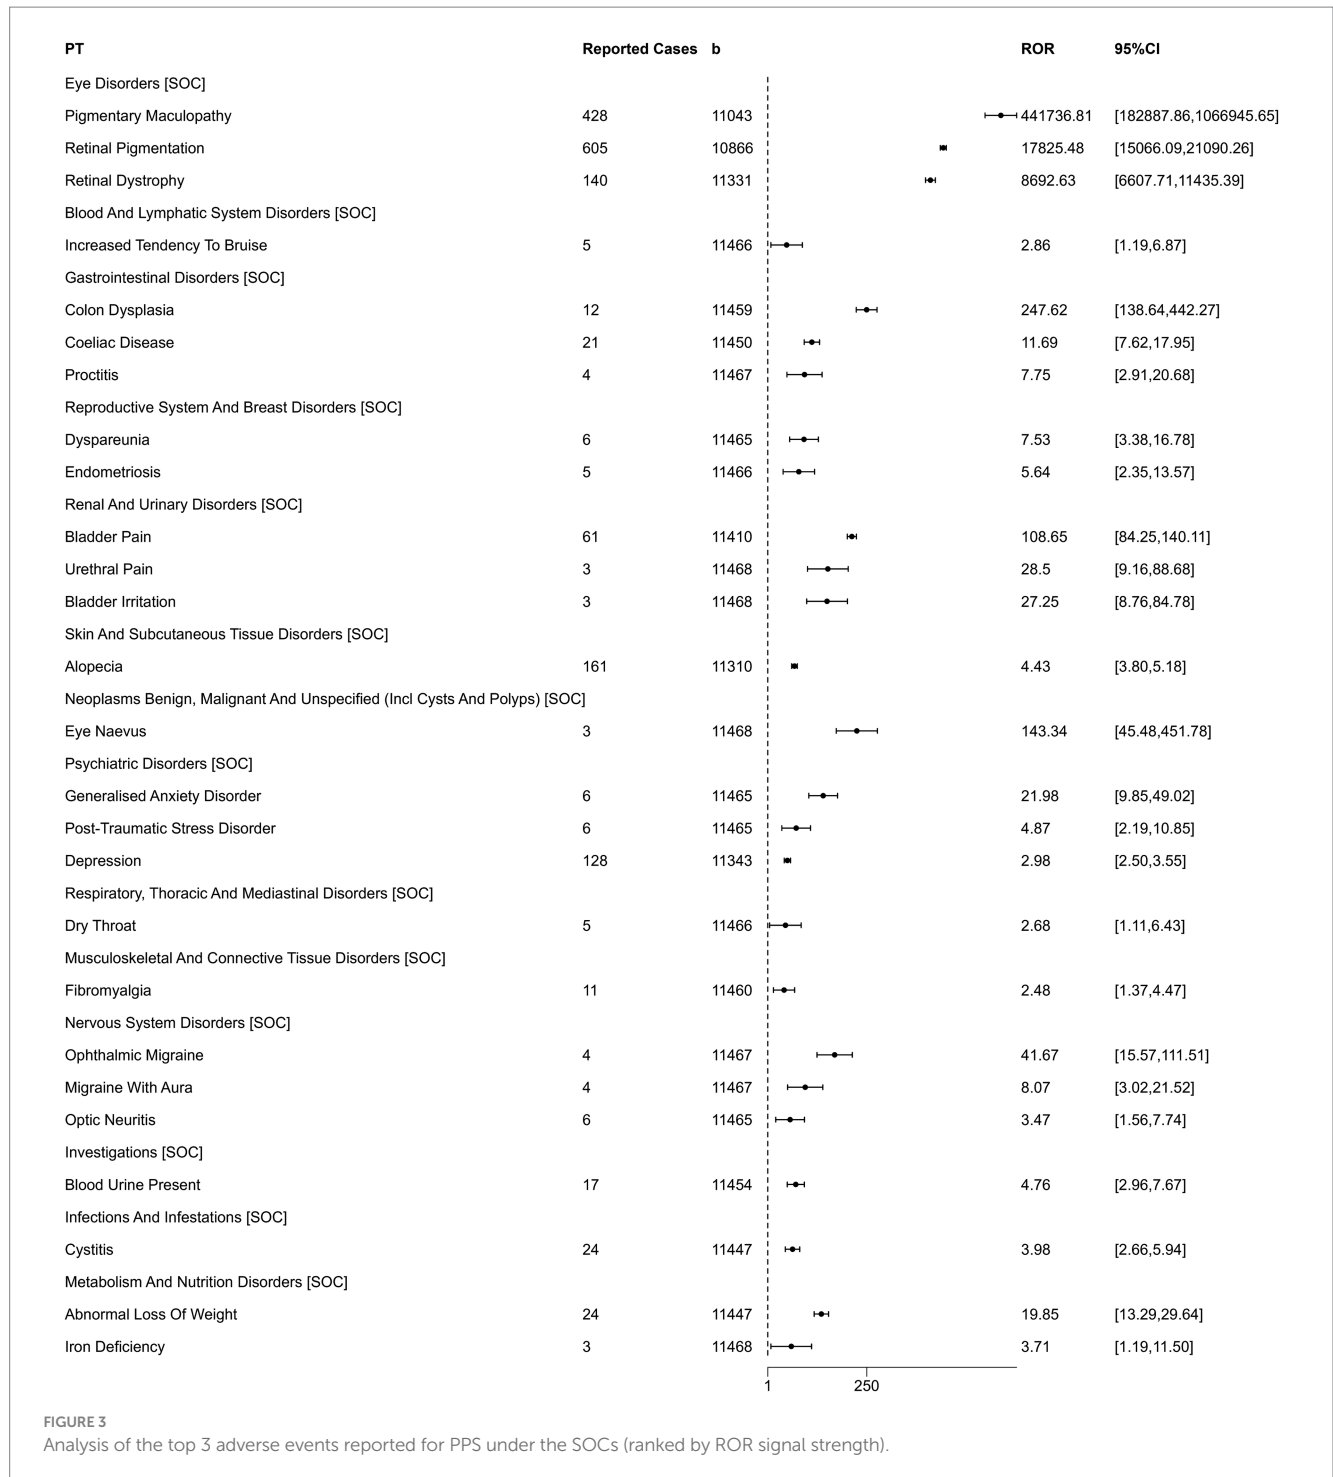 PT Reported Cases b ROR 95%CI
Eye Disorders [SOC]
Pigmentary Maculopathy 428 11043 441736.81 [182887.86,1066945.65]
Retinal Pigmentation 605 10866 17825.48 [15066.09,21090.26]
Retinal Dystrophy 140 11331 8692.63 [6607.71,11435.39]
Blood And Lymphatic System Disorders [SOC]
Increased Tendency To Bruise 5 11466 2.86 [1.19,6.87]
Gastrointestinal Disorders [SOC]
Colon Dysplasia 12 11459 247.62 [138.64,442.27]
Coeliac Disease 21 11450 11.69 [7.62,17.95]
Proctitis 4 11467 7.75 [2.91,20.68]
Reproductive System And Breast Disorders [SOC]
Dyspareunia 6 11465 7.53 [3.38,16.78]
Endometriosis 5 11466 5.64 [2.35,13.57]
Renal And Urinary Disorders [SOC]
Bladder Pain 61 11410 108.65 [84.25,140.11]
Urethral Pain 3 11468 28.5 [9.16,88.68]
Bladder Irritation 3 11468 27.25 [8.76,84.78]
Skin And Subcutaneous Tissue Disorders [SOC]
Alopecia 161 11310 4.43 [3.80,5.18]
Neoplasms Benign, Malignant And Unspecified (Incl Cysts And Polyps) [SOC]
Eye Naevus 3 11468 143.34 [45.48,451.78]
Psychiatric Disorders [SOC]
Generalised Anxiety Disorder 6 11465 21.98 [9.85,49.02]
Post-Traumatic Stress Disorder 6 11465 4.87 [2.19,10.85]
Depression 128 11343 2.98 [2.50,3.55]
Respiratory, Thoracic And Mediastinal Disorders [SOC]
Dry Throat 5 11466 2.68 [1.11,6.43]
Musculoskeletal And Connective Tissue Disorders [SOC]
Fibromyalgia 11 11460 2.48 [1.37,4.47]
Nervous System Disorders [SOC]
Ophthalmic Migraine 4 11467 41.67 [15.57,111.51]
Migraine With Aura 4 11467 8.07 [3.02,21.52]
Optic Neuritis 6 11465 3.47 [1.56,7.74]
Investigations [SOC]
Blood Urine Present 17 11454 4.76 [2.96,7.67]
Infections And Infestations [SOC]
Cystitis 24 11447 3.98 [2.66,5.94]
Metabolism And Nutrition Disorders [SOC]
Abnormal Loss Of Weight 24 11447 19.85 [13.29,29.64]
Iron Deficiency 3 11468 3.71 [1.19,11.50]
1 250
FIGURE 3
Analysis of the top 3 adverse events reported for PPS under the SOCs (ranked by ROR signal strength).